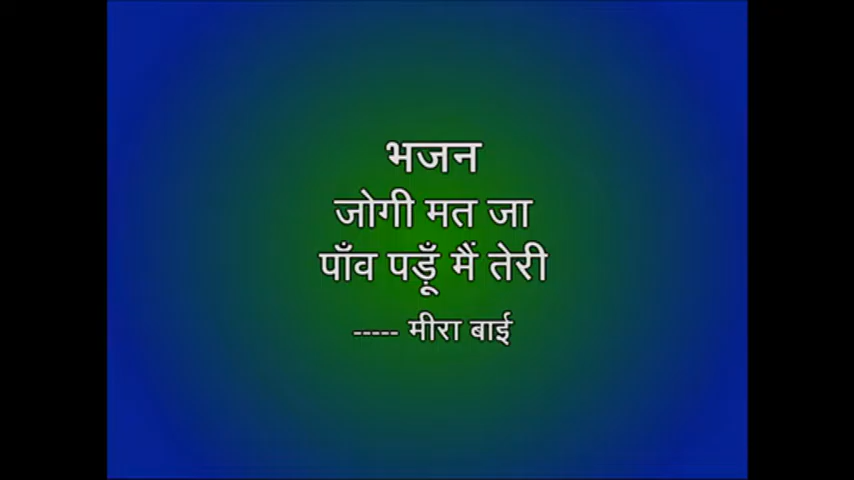 भजन
जोगी मत जा
पाँव पड़ूँ मैं तेरी
----- मीरा बाई